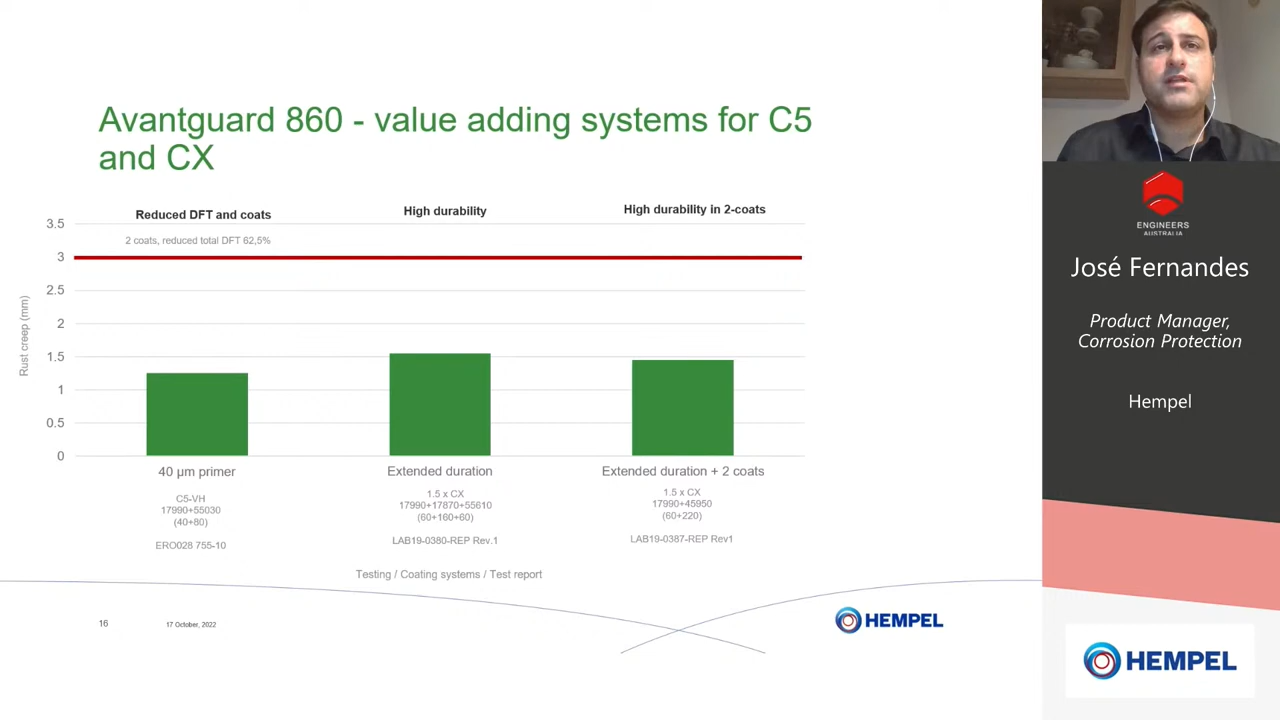 Avantguard 860 - value adding systems for C5
and CX
Reduced DFT and coats
High durability
High durability in 2-coats
2 coats, reduced total DFT 62,5%
3.5
3
2.5
2
1.5
1
0.5
0
Rust creep (mm)
40 µm primer
Extended duration
Extended duration + 2 coats
C5-VH
17990+55030
(40+80)
ERO028 755-10
1.5 x CX
17990+17870+55610
(60+160+60)
LAB19-0380-REP Rev.1
1.5 x CX
17990+45950
(60+220)
LAB19-0387-REP Rev1
Testing / Coating systems / Test report
16
17 October, 2022
HEMPEL
ENGINEERS
AUSTRALIA
José Fernandes
Product Manager,
Corrosion Protection
Hempel
HEMPEL